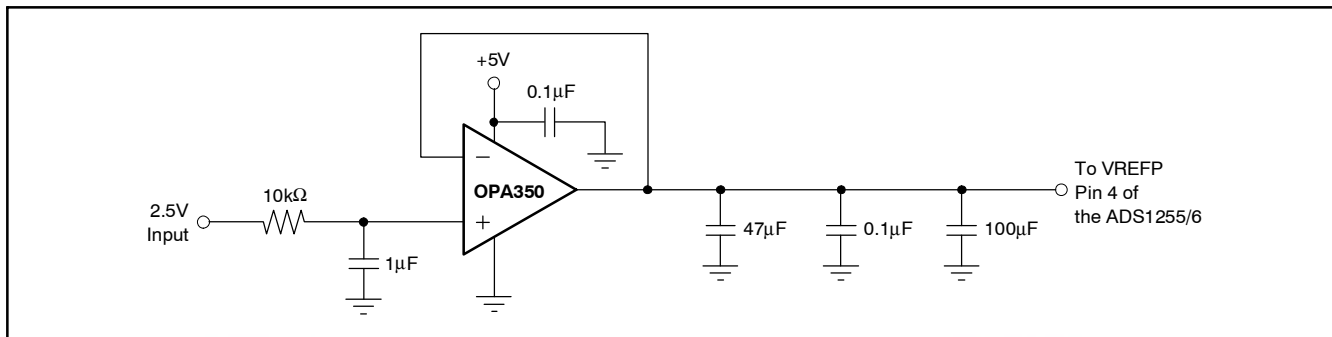 +5V
0.1µF
−
OPA350
+
10kΩ
2.5V
Input
1µF
47µF
0.1µF
100µF
To VREFP
Pin 4 of
the ADS1255/6